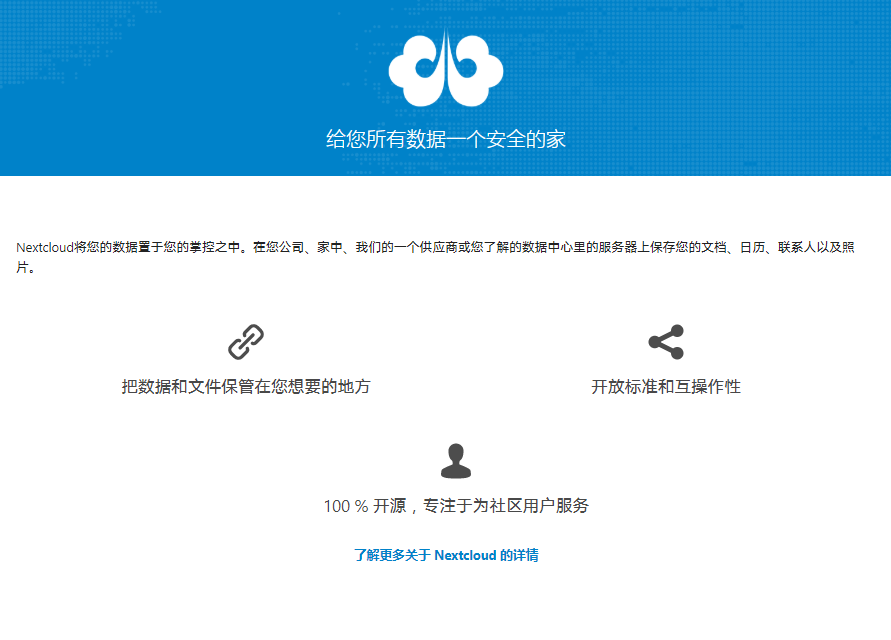 给您所有数据一个安全的家
Nextcloud将您的数据置于您的掌控之中。在您公司、家中、我们的一个供应商或您了解的数据中心里的服务器上保存您的文档、日历、联系人以及照
片。
把数据和文件保管在您想要的地方
开放标准和互操作性
100 % 开源，专注于为社区用户服务
了解更多关于 Nextcloud 的详情